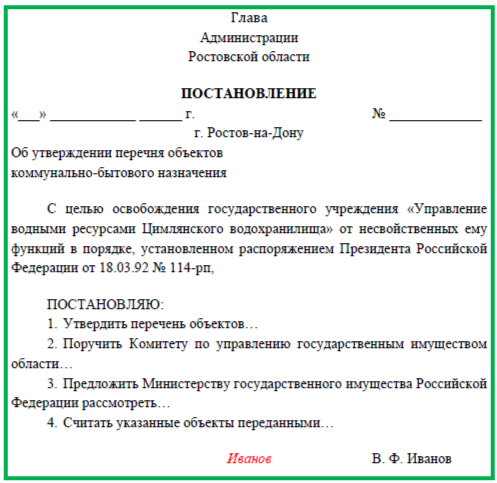 Глава
Администрации
Ростовской области
ПОСТАНОВЛЕНИЕ
«___» ____________ ______ г. № _____________
г. Ростов-на-Дону
Об утверждении перечня объектов
коммунально-бытового назначения
С целью освобождения государственного учреждения «Управление
водными ресурсами Цимлянского водохранилища» от несвойственных ему
функций в порядке, установленном распоряжением Президента Российской
Федерации от 18.03.92 № 114-рп,
ПОСТАНОВЛЯЮ:
1. Утвердить перечень объектов…
2. Поручить Комитету по управлению государственным имуществом
области…
3. Предложить Министерству государственного имущества Российской
Федерации рассмотреть…
4. Считать указанные объекты переданными…
Иванов В. Ф. Иванов